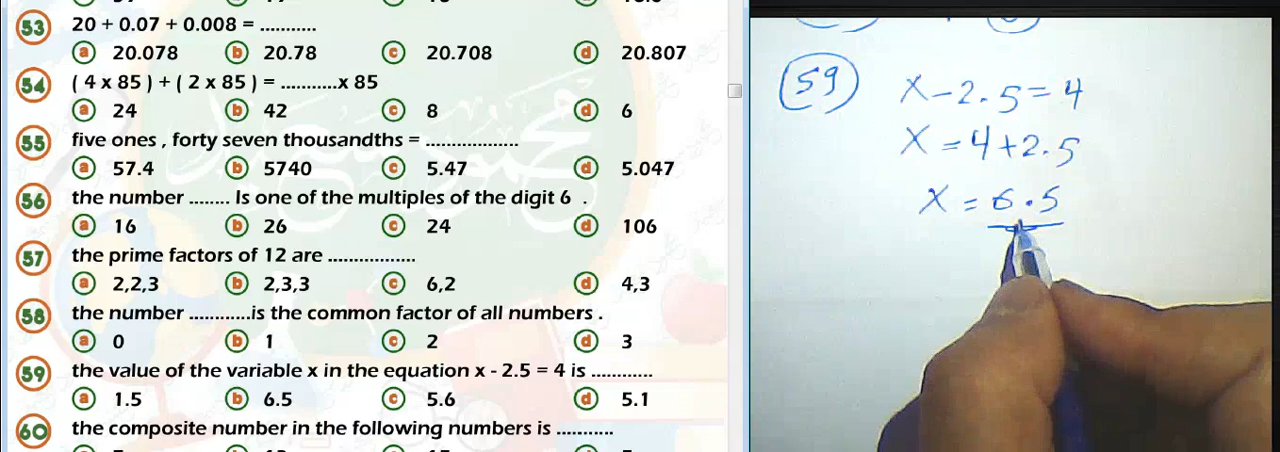 53 20 + 0.07 + 0.008 = ...........
a 20.078 b 20.78 c 20.708 d 20.807
54 ( 4 x 85 ) + ( 2 x 85 ) = ...........x 85
a 24 b 42 c 8 d 6
55 five ones , forty seven thousandths = ..................
a 57.4 b 5740 c 5.47 d 5.047
56 the number ........ Is one of the multiples of the digit 6 .
a 16 b 26 c 24 d 106
57 the prime factors of 12 are .................
a 2,2,3 b 2,3,3 c 6,2 d 4,3
58 the number ............is the common factor of all numbers .
a 0 b 1 c 2 d 3
59 the value of the variable x in the equation x - 2.5 = 4 is ............
a 1.5 b 6.5 c 5.6 d 5.1
60 the composite number in the following numbers is ...........
59 x-2.5=4
x=4+2.5
x=6.5